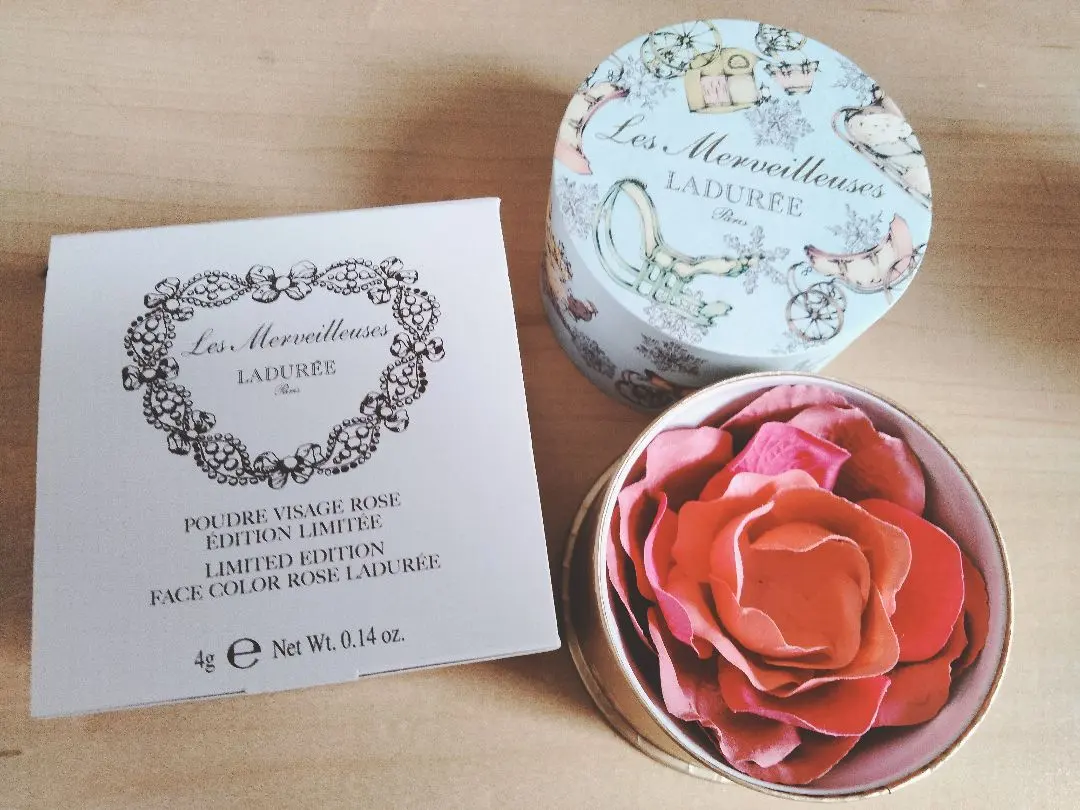 Les Merveilleuses
LADURÉE
Paris
POUDRE VISAGE ROSE
ÉDITION LIMITÉE
LIMITED EDITION
FACE COLOR ROSE LADURÉE
4g ℮ Net Wt. 0.14 oz.
Les Merveilleuses
LADURÉE
Paris